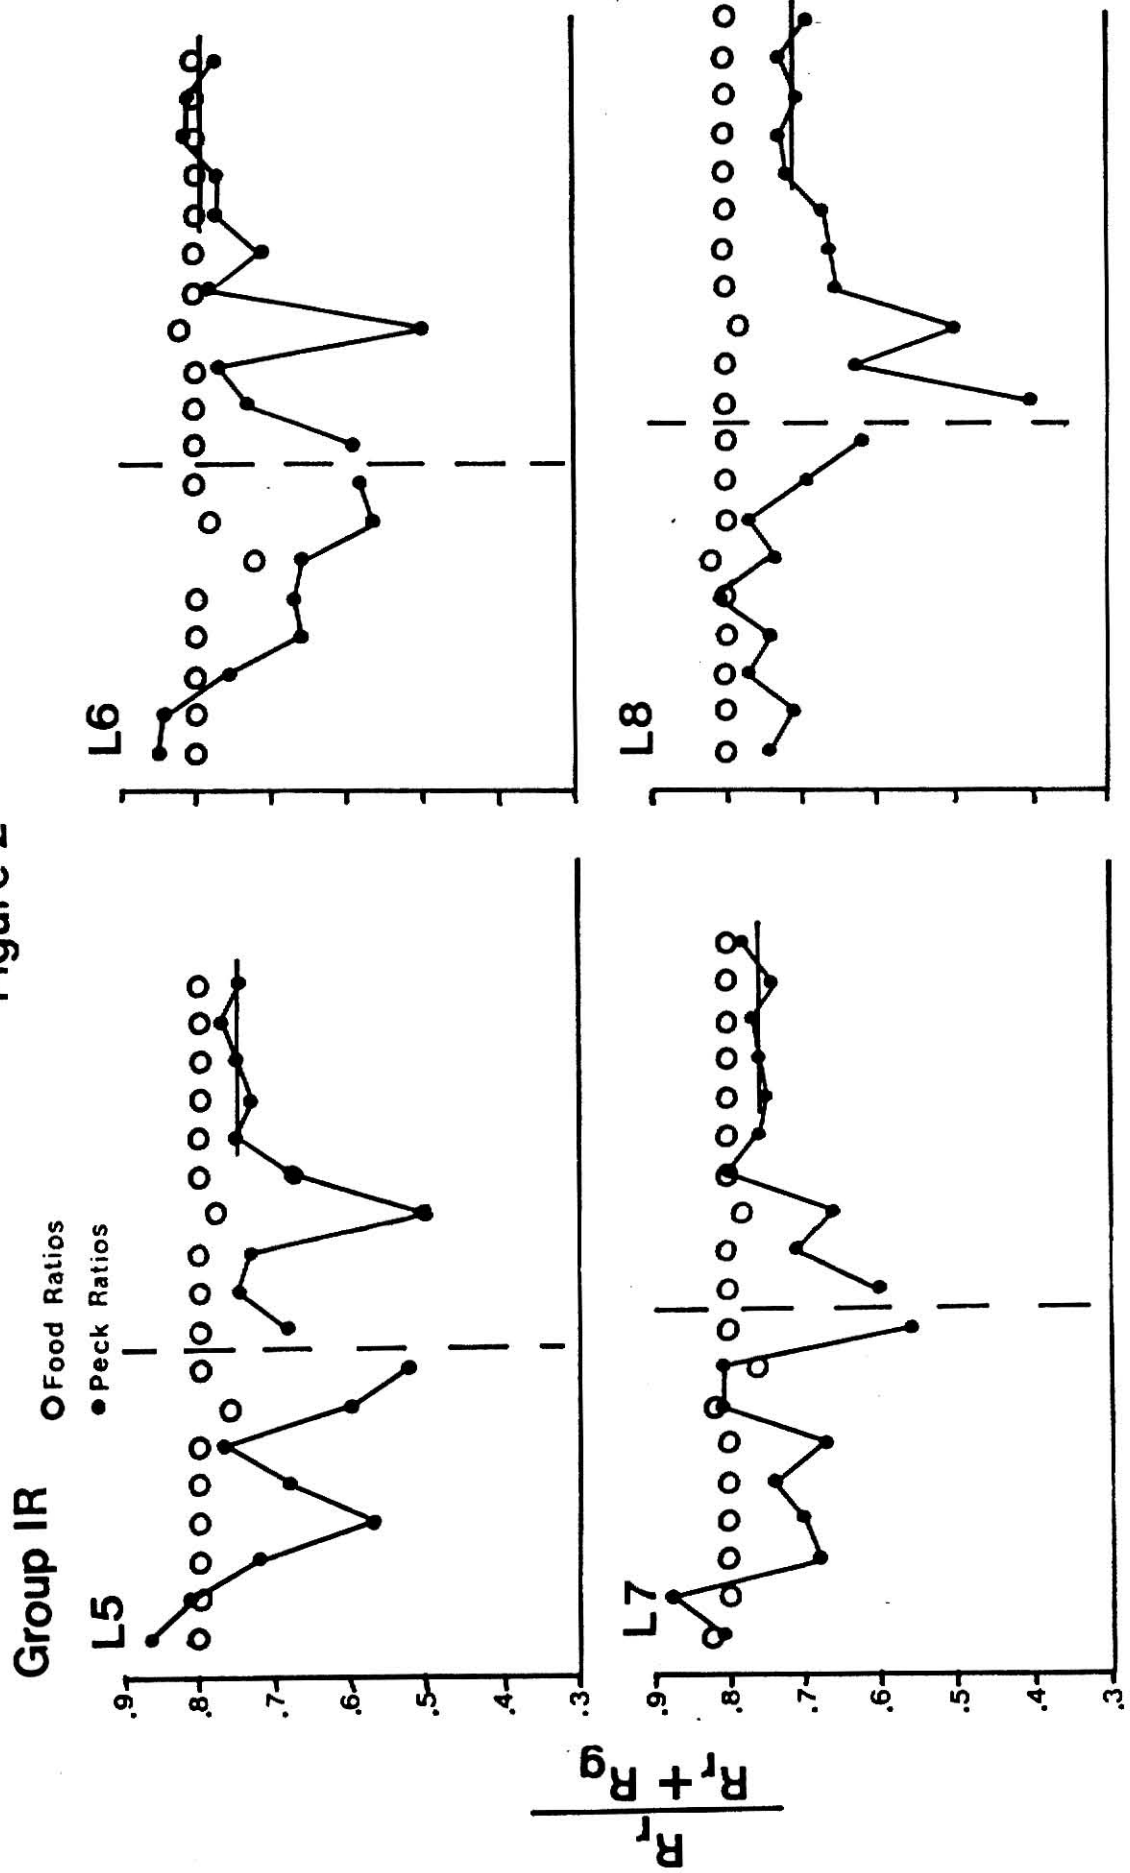 Figure 2
Group IR
O Food Ratios
● Peck Ratios
L5
L6
.9
.8
.7
.6
.5
.4
.3
L7
L8
.9
.8
.7
.6
.5
.4
.3
Rr
Rr + Rg